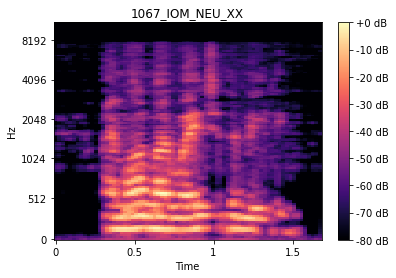 1067_IOM_NEU_XX
8192
4096
2048
1024
512
0
Hz
0
0.5
1
1.5
Time
+0 dB
-10 dB
-20 dB
-30 dB
-40 dB
-50 dB
-60 dB
-70 dB
-80 dB